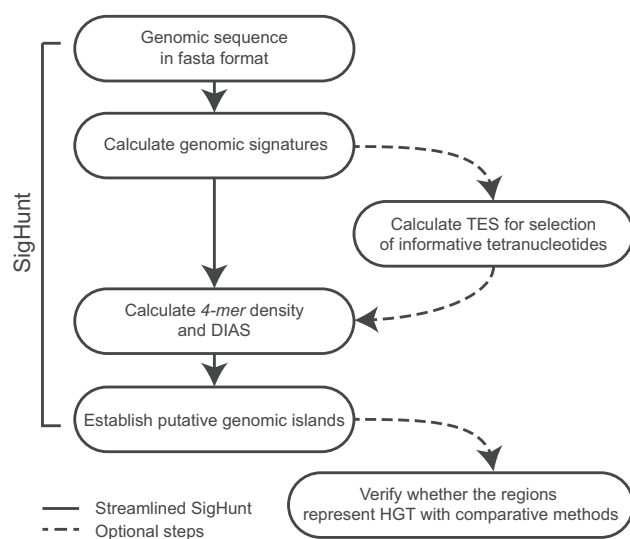 Genomic sequence
in fasta format
Calculate genomic signatures
SigHunt
Calculate TES for selection
of informative tetranucleotides
Calculate 4-mer density
and DIAS
Establish putative genomic islands
Verify whether the regions
represent HGT with comparative methods
Streamlined SigHunt
Optional steps